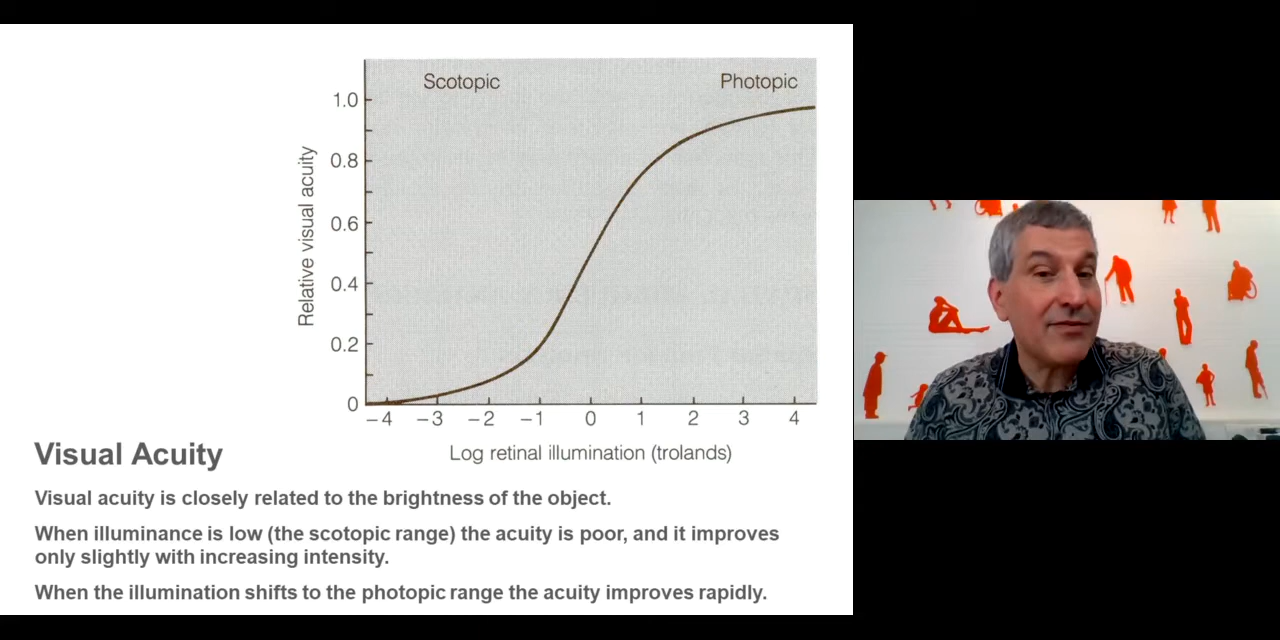 Scotopic
Photopic
1.0
0.8
0.6
0.4
0.2
0
Relative visual acuity
−4 −3 −2 −1 0 1 2 3 4
Log retinal illumination (trolands)
Visual Acuity
Visual acuity is closely related to the brightness of the object.
When illuminance is low (the scotopic range) the acuity is poor, and it improves
only slightly with increasing intensity.
When the illumination shifts to the photopic range the acuity improves rapidly.